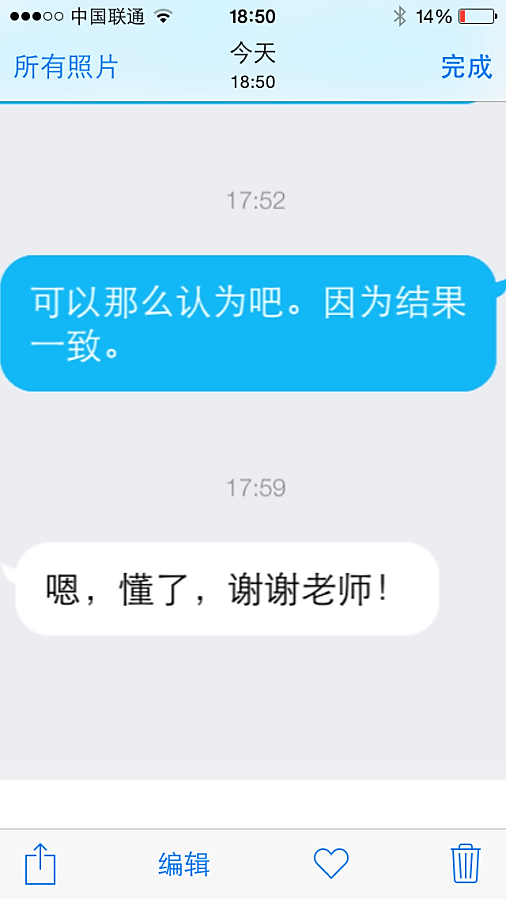 中国联通 18:50 14%
所有照片 今天 完成
18:50
17:52
可以那么认为吧。因为结果
一致。
17:59
嗯，懂了，谢谢老师！
编辑